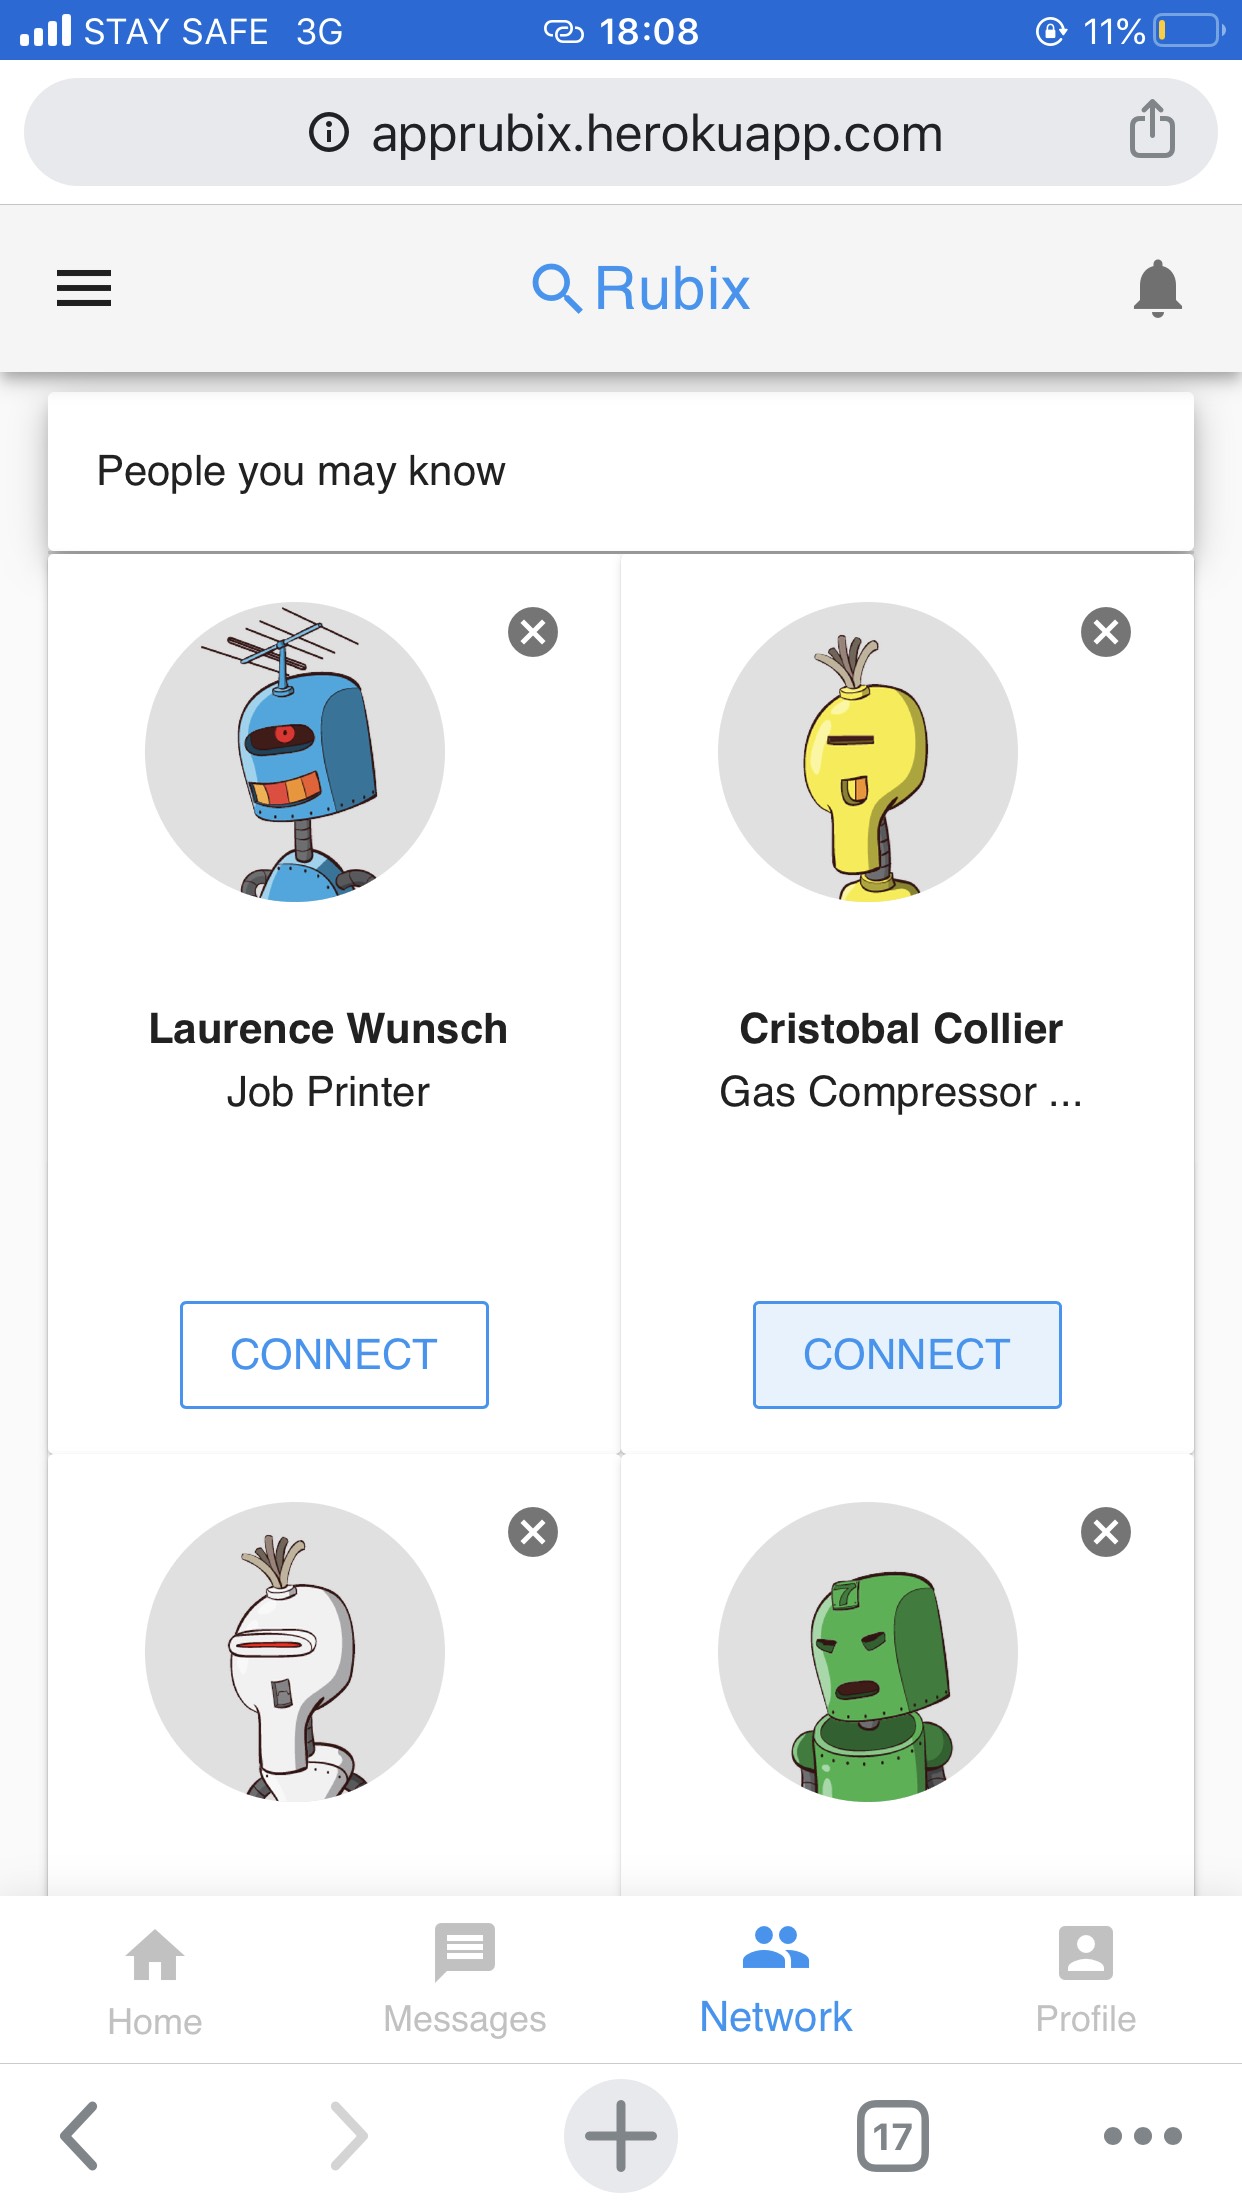 STAY SAFE 3G 18:08 11%
apprubix.herokuapp.com
Rubix
People you may know
Laurence Wunsch Cristobal Collier
Job Printer Gas Compressor ...
CONNECT CONNECT
7
Home Messages Network Profile
17